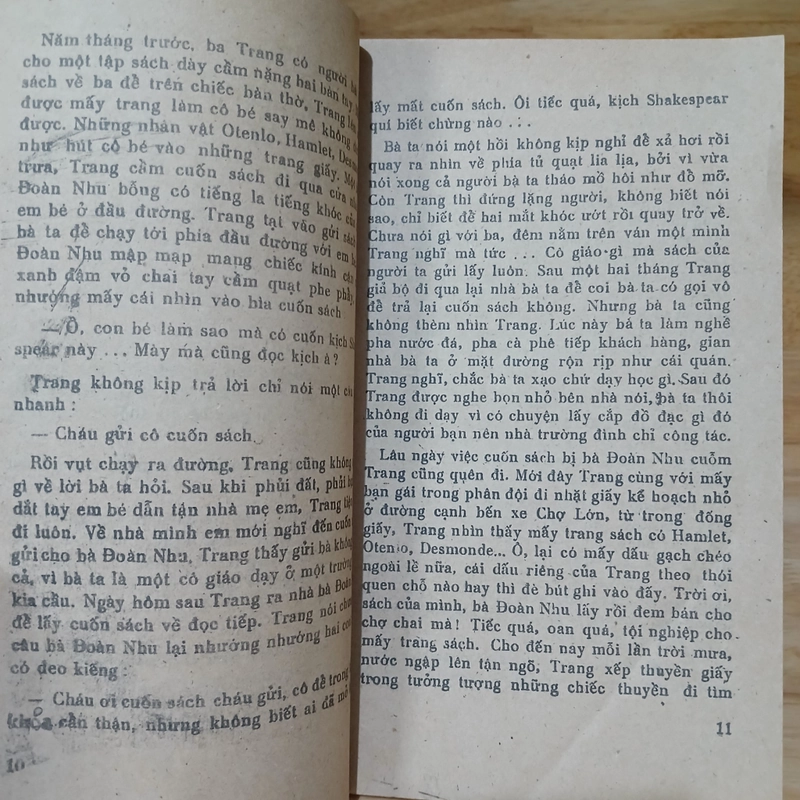 Năm tháng trước, ba Trang có người
cho một tập sách dày cầm nặng hai bàn tay
sách về ba để trên chiếc bàn thờ, Trang
được mấy trang làm cô bé say mê không
được. Những nhân vật Otenlo, Hamlet,
như hút cô bé vào những trang giấy.
trưa, Trang cầm cuốn sách đi qua cửa
Đoàn Nhu bỗng có tiếng la tiếng khóc của
em bé ở đầu đường. Trang tạt vào gửi sách
bà ta để chạy tới phía đầu đường với em
Đoàn Nhu mập mạp mang chiếc kính
xanh đậm vỏ chai tay cầm quạt phe phẩy
nhướng mấy cái nhìn vào bìa cuốn sách
— Ồ, con bé làm sao mà có cuốn kịch
spear này ... Mày mà cũng đọc kịch à?
Trang không kịp trả lời chỉ nói một
nhanh :
— Cháu gửi cô cuốn sách.
Rồi vụt chạy ra đường, Trang cũng không
gì về lời bà ta hỏi. Sau khi phủi đất, phải
dắt tay em bé dẫn tận nhà mẹ em, Trang
đi luôn. Về nhà mình em mới nghĩ đến cuốn
gửi cho bà Đoàn Nhu. Trang thấy gửi bà không
cả, vì bà ta là một cô giáo dạy ở một trường
kia cầu. Ngày hôm sau Trang ra nhà bà Đoàn
để lấy cuốn sách về đọc tiếp. Trang nói
câu bà Đoàn Nhu lại nhướng nhướng hai
có đeo kiếng :
— Cháu ơi cuốn sách cháu gửi, cô để trong
khóa cẩn thận, nhưng không biết ai đã mở
10
lấy mất cuốn sách. Ôi tiếc quá, kịch Shakespear
quí biết chừng nào ...
Bà ta nói một hồi không kịp nghỉ để xả hơi rồi
quay ra nhìn về phía tủ quạt lia lịa, bởi vì vừa
nói xong cả người bà ta tháo mồ hôi như đổ mỡ.
Còn Trang thì đứng lặng người, không biết nói
sao, chỉ biết để hai mắt khóc ướt rồi quay trở về.
Chưa nói gì với ba, đêm nằm trên ván một mình
Trang nghĩ mà tức ... Cô giáo gì mà sách của
người ta gửi lấy luôn. Sau một hai tháng Trang
giả bộ đi qua lại nhà bà ta để coi bà ta có gọi vô
để trả lại cuốn sách không. Nhưng bà ta cũng
không thèm nhìn Trang. Lúc này bà ta làm nghề
pha nước đá, pha cà phê tiếp khách hàng, gian
nhà bà ta ở mặt đường rộn rịp như cái quán.
Trang nghĩ, chắc bà ta xạo chứ dạy học gì. Sau đó
Trang được nghe bọn nhỏ bên nhà nói, bà ta thôi
không đi dạy vì có chuyện lấy cắp đồ đạc gì đó
của người bạn nên nhà trường đình chỉ công tác.
Lâu ngày việc cuốn sách bị bà Đoàn Nhu cuỗm
Trang cũng quên đi. Mới đây Trang cùng với mấy
bạn gái trong phân đội đi nhặt giấy kế hoạch nhỏ
ở đường cạnh bến xe Chợ Lớn, từ trong đống
giấy, Trang nhìn thấy mấy trang sách có Hamlet,
Otenlo, Desmonde... Ô, lại có mấy dấu gạch chéo
ngoài lề nữa, cái dấu riêng của Trang theo thói
quen chỗ nào hay thì đè bút ghi vào đấy. Trời ơi,
sách của mình, bà Đoàn Nhu lấy rồi đem bán cho
chợ chai mà! Tiếc quá, oan quá, tội nghiệp cho
mấy trang sách. Cho đến nay mỗi lần trời mưa,
nước ngập lên tận ngõ, Trang xếp thuyền giấy
trong tưởng tượng những chiếc thuyền đi tìm
11